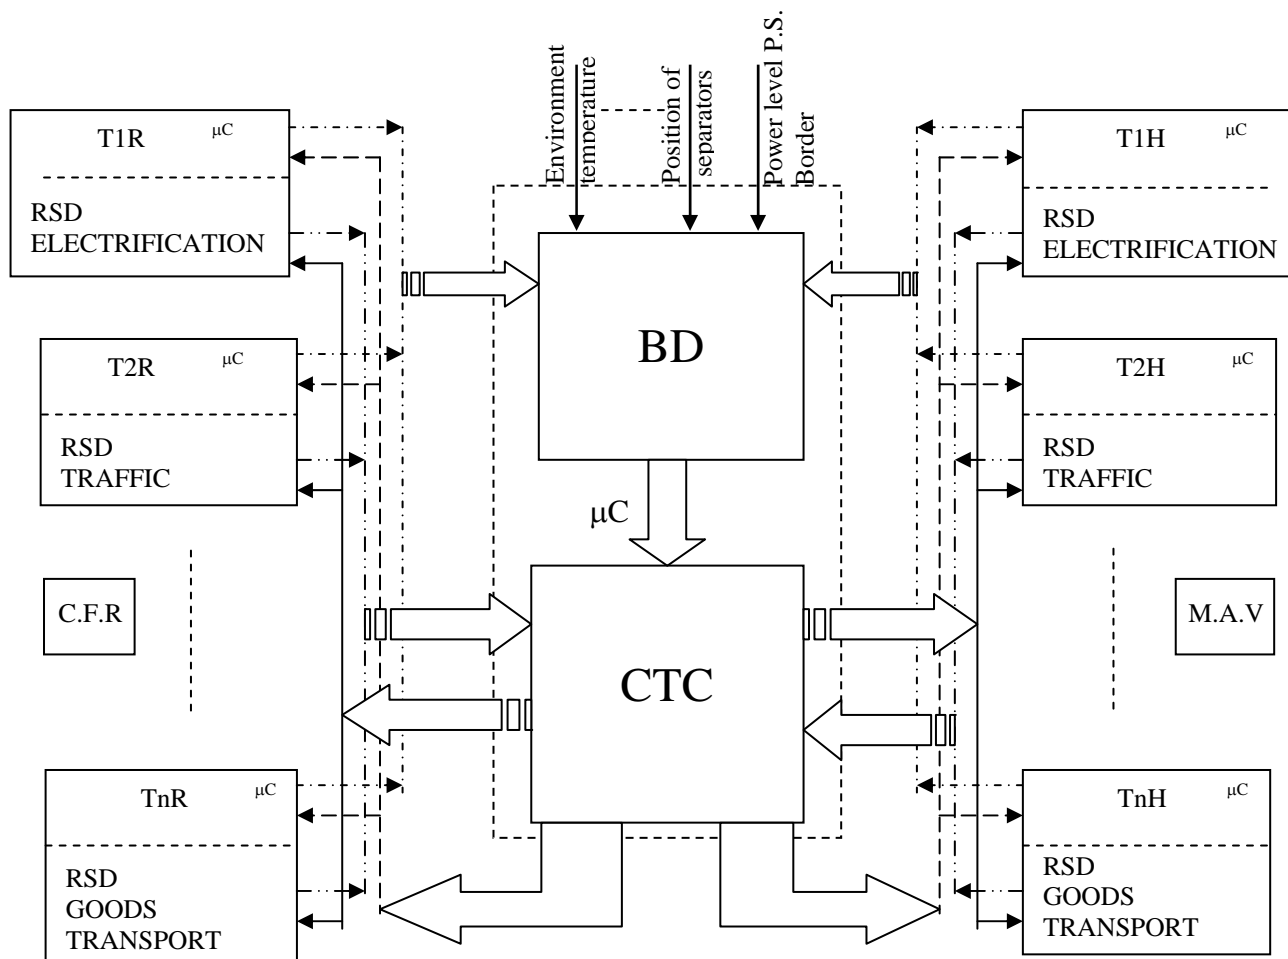 Environment
temperature
Position of
separators
Power level P.S.
Border
T1R
μC
RSD
ELECTRIFICATION
T2R
μC
RSD
TRAFFIC
C.F.R
TnR
μC
RSD
GOODS
TRANSPORT
BD
μC
CTC
T1H
μC
RSD
ELECTRIFICATION
T2H
μC
RSD
TRAFFIC
M.A.V
TnH
μC
RSD
GOODS
TRANSPORT